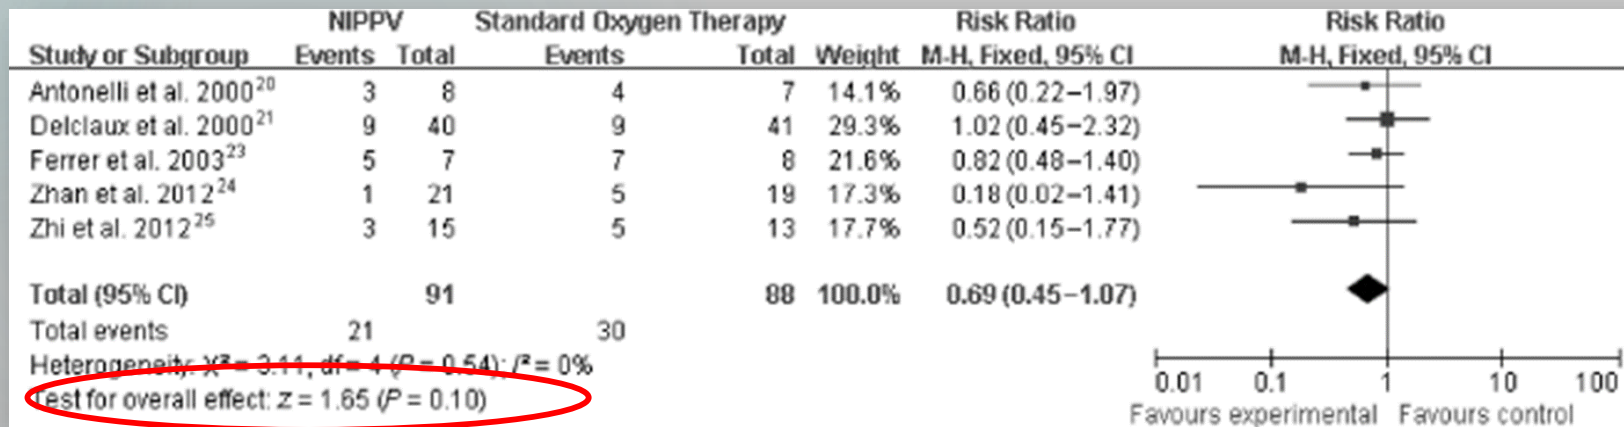 NIPPV Standard Oxygen Therapy Risk Ratio Risk Ratio
Study or Subgroup Events Total Events Total Weight M-H, Fixed, 95% CI M-H, Fixed, 95% CI
Antonelli et al. 2000²⁰ 3 8 4 7 14.1% 0.66 (0.22–1.97)
Delclaux et al. 2000²¹ 9 40 9 41 29.3% 1.02 (0.45–2.32)
Ferrer et al. 2003²³ 5 7 7 8 21.6% 0.82 (0.48–1.40)
Zhan et al. 2012²⁴ 1 21 5 19 17.3% 0.18 (0.02–1.41)
Zhi et al. 2012²⁵ 3 15 5 13 17.7% 0.52 (0.15–1.77)
Total (95% CI) 91 88 100.0% 0.69 (0.45–1.07)
Total events 21 30
Heterogeneity: X² = 3.11, df = 4 (P = 0.54); I² = 0%
Test for overall effect: z = 1.65 (P = 0.10)
0.01 0.1 1 10 100
Favours experimental Favours control